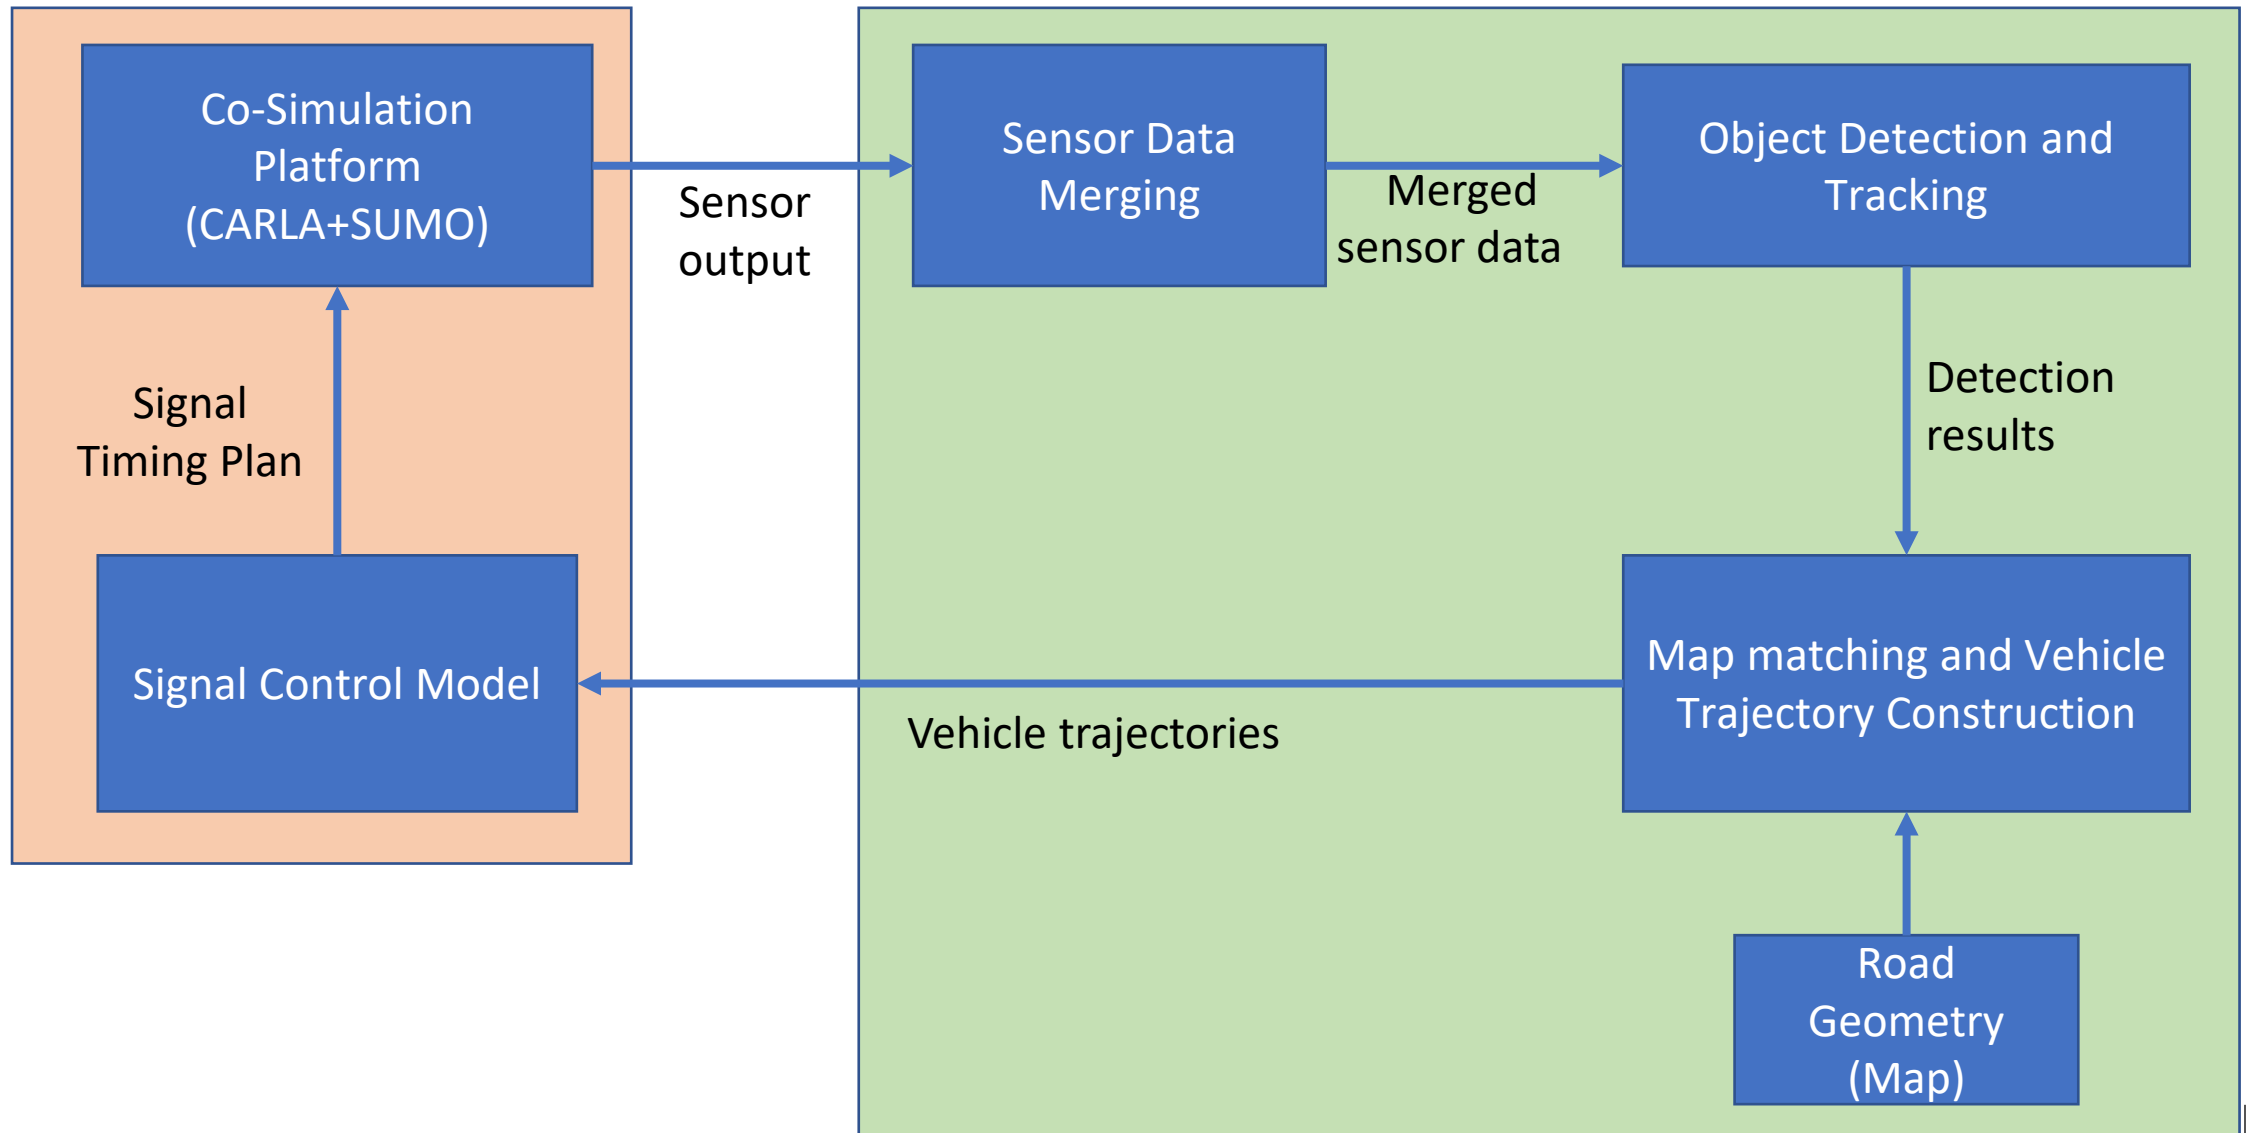 Co-Simulation
Platform
(CARLA+SUMO)
Sensor
output
Sensor Data
Merging
Merged
sensor data
Object Detection and
Tracking
Detection
results
Signal
Timing Plan
Signal Control Model
Vehicle trajectories
Map matching and Vehicle
Trajectory Construction
Road
Geometry
(Map)